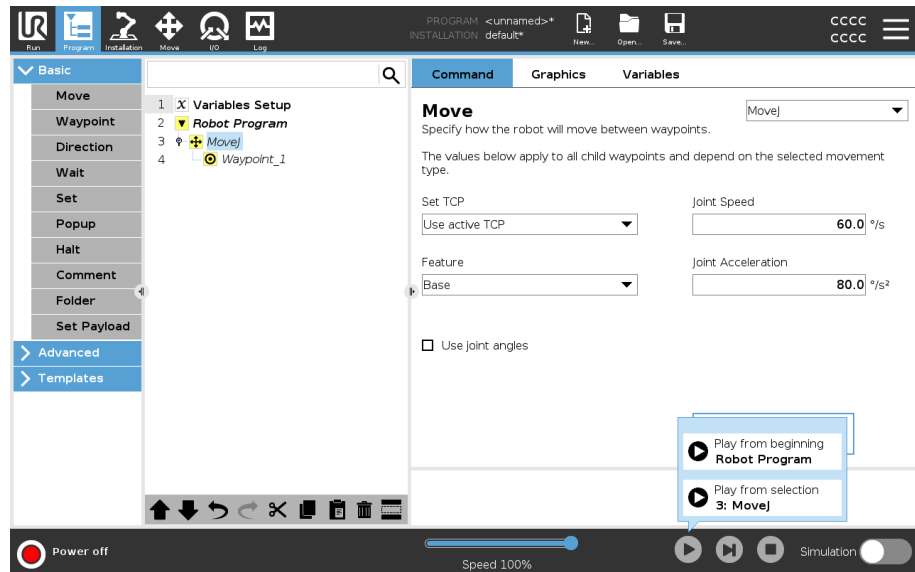 PROGRAM <unnamed>*
INSTALLATION default*
CCCC
CCCC
Run
Program
Installation
Move
I/O
Log
New...
Open...
Save...
Basic
Move
Waypoint
Direction
Wait
Set
Popup
Halt
Comment
Folder
Set Payload
Advanced
Templates
1 X Variables Setup
2 Robot Program
3 MoveJ
4 Waypoint_1
Command Graphics Variables
Move
MoveJ
Specify how the robot will move between waypoints.
The values below apply to all child waypoints and depend on the selected movement
type.
Set TCP
Use active TCP
Joint Speed
60.0 °/s
Feature
Base
Joint Acceleration
80.0 °/s²
Use joint angles
Play from beginning
Robot Program
Play from selection
3: MoveJ
Power off
Speed 100%
Simulation